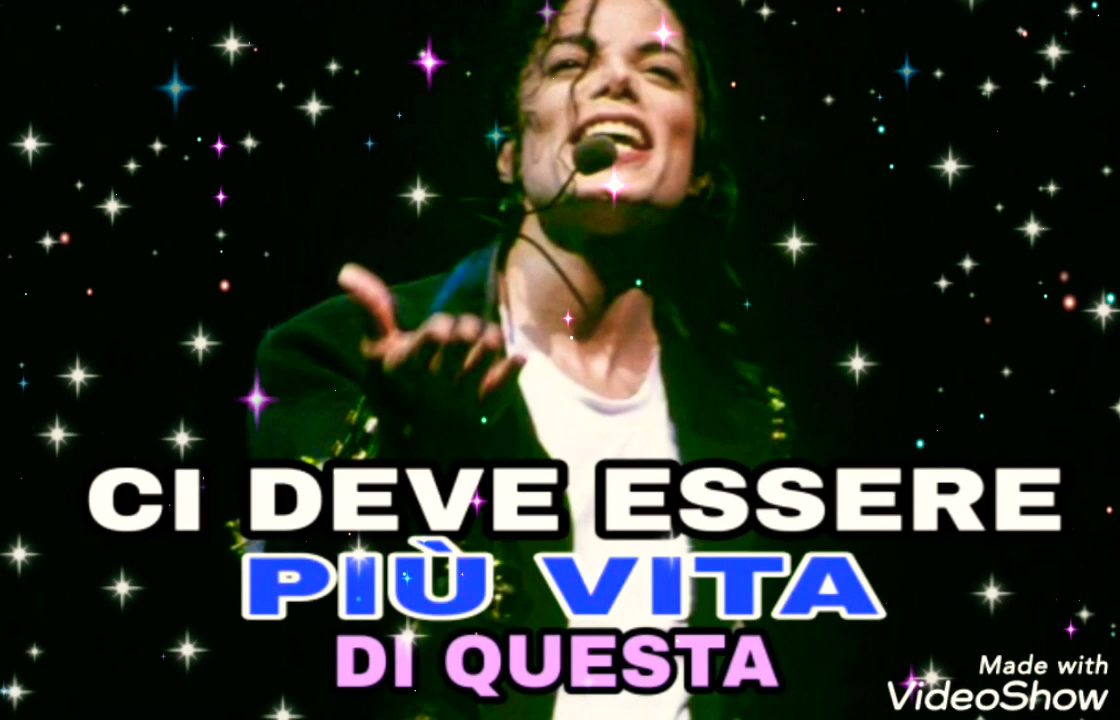 CI DEVE ESSERE
PIÙ VITA
DI QUESTA
Made with
VideoShow